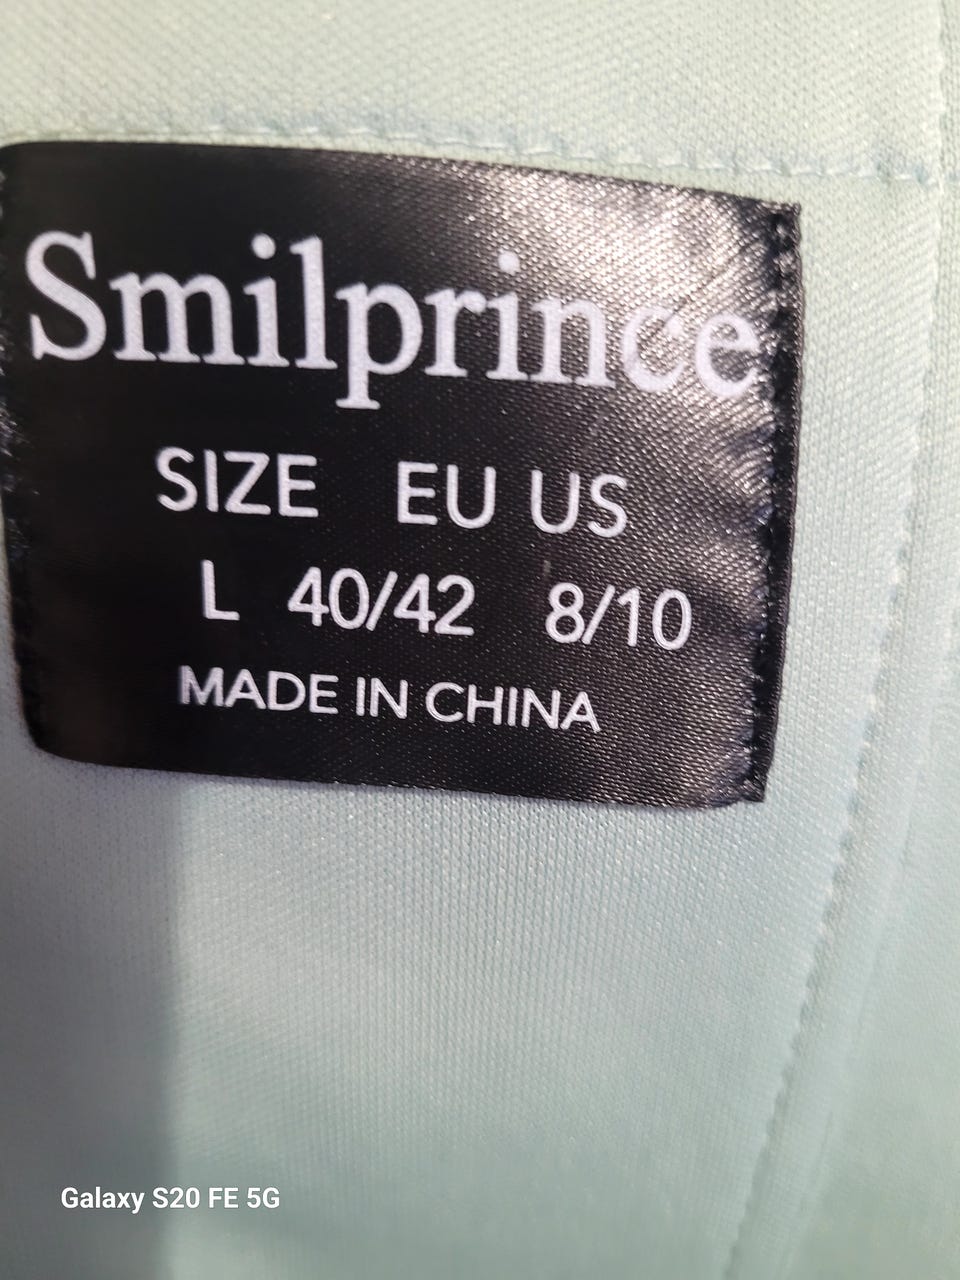 Smilprince
SIZE EU US
L 40/42 8/10
MADE IN CHINA
Galaxy S20 FE 5G